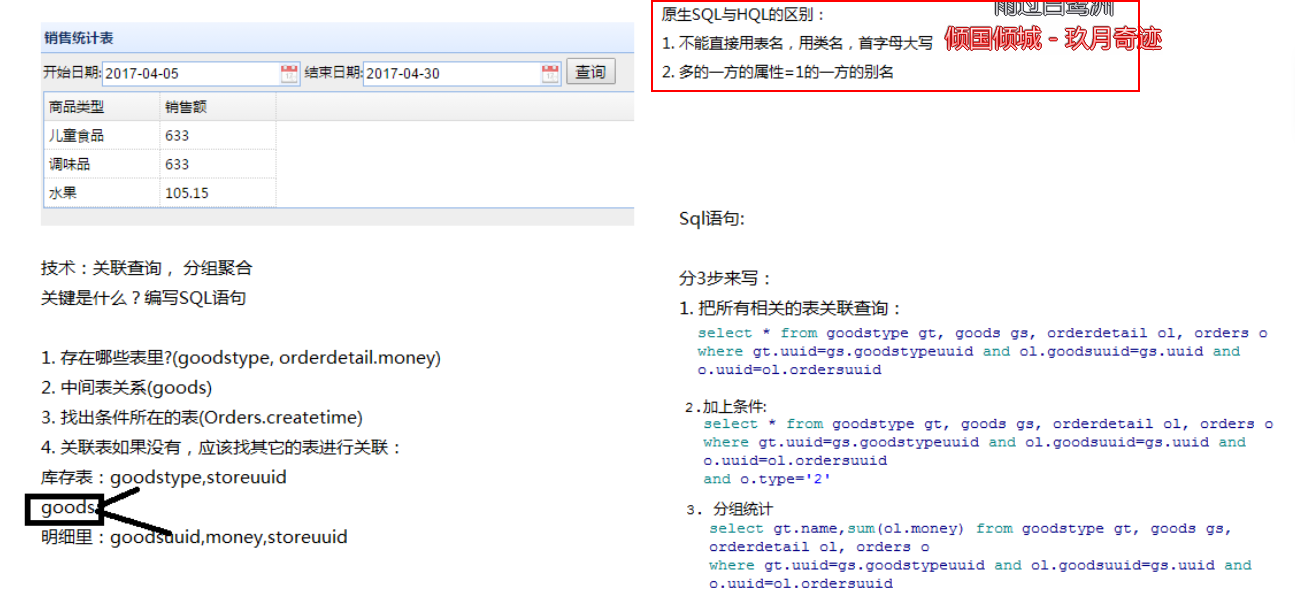 销售统计表
开始日期: 2017-04-05 结束日期: 2017-04-30 查询
商品类型 销售额
儿童食品 633
调味品 633
水果 105.15
技术：关联查询， 分组聚合
关键是什么？编写SQL语句
1. 存在哪些表里?(goodstype, orderdetail.money)
2. 中间表关系(goods)
3. 找出条件所在的表(Orders.createtime)
4. 关联表如果没有，应该找其它的表进行关联：
库存表：goodstype,storeuuid
goods
明细里：goodsuuid,money,storeuuid
原生SQL与HQL的区别：
雨过白鹭洲
1. 不能直接用表名，用类名，首字母大写
倾国倾城 - 玖月奇迹
2. 多的一方的属性=1的一方的别名
Sql语句:
分3步来写：
1. 把所有相关的表关联查询：
select * from goodstype gt, goods gs, orderdetail ol, orders o
where gt.uuid=gs.goodstypeuuid and ol.goodsuuid=gs.uuid and
o.uuid=ol.ordersuuid
2.加上条件:
select * from goodstype gt, goods gs, orderdetail ol, orders o
where gt.uuid=gs.goodstypeuuid and ol.goodsuuid=gs.uuid and
o.uuid=ol.ordersuuid
and o.type='2'
3. 分组统计
select gt.name,sum(ol.money) from goodstype gt, goods gs,
orderdetail ol, orders o
where gt.uuid=gs.goodstypeuuid and ol.goodsuuid=gs.uuid and
o.uuid=ol.ordersuuid